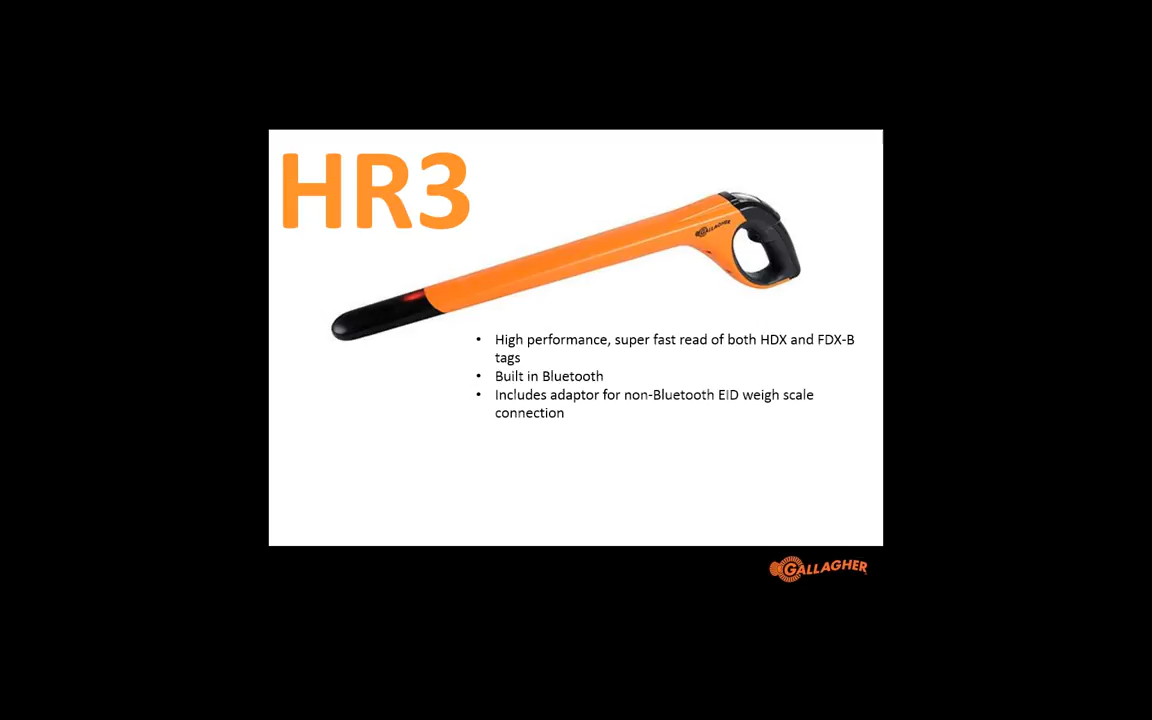 HR3
GALLAGHER
• High performance, super fast read of both HDX and FDX-B
tags
• Built in Bluetooth
• Includes adaptor for non-Bluetooth EID weigh scale
connection
GALLAGHER